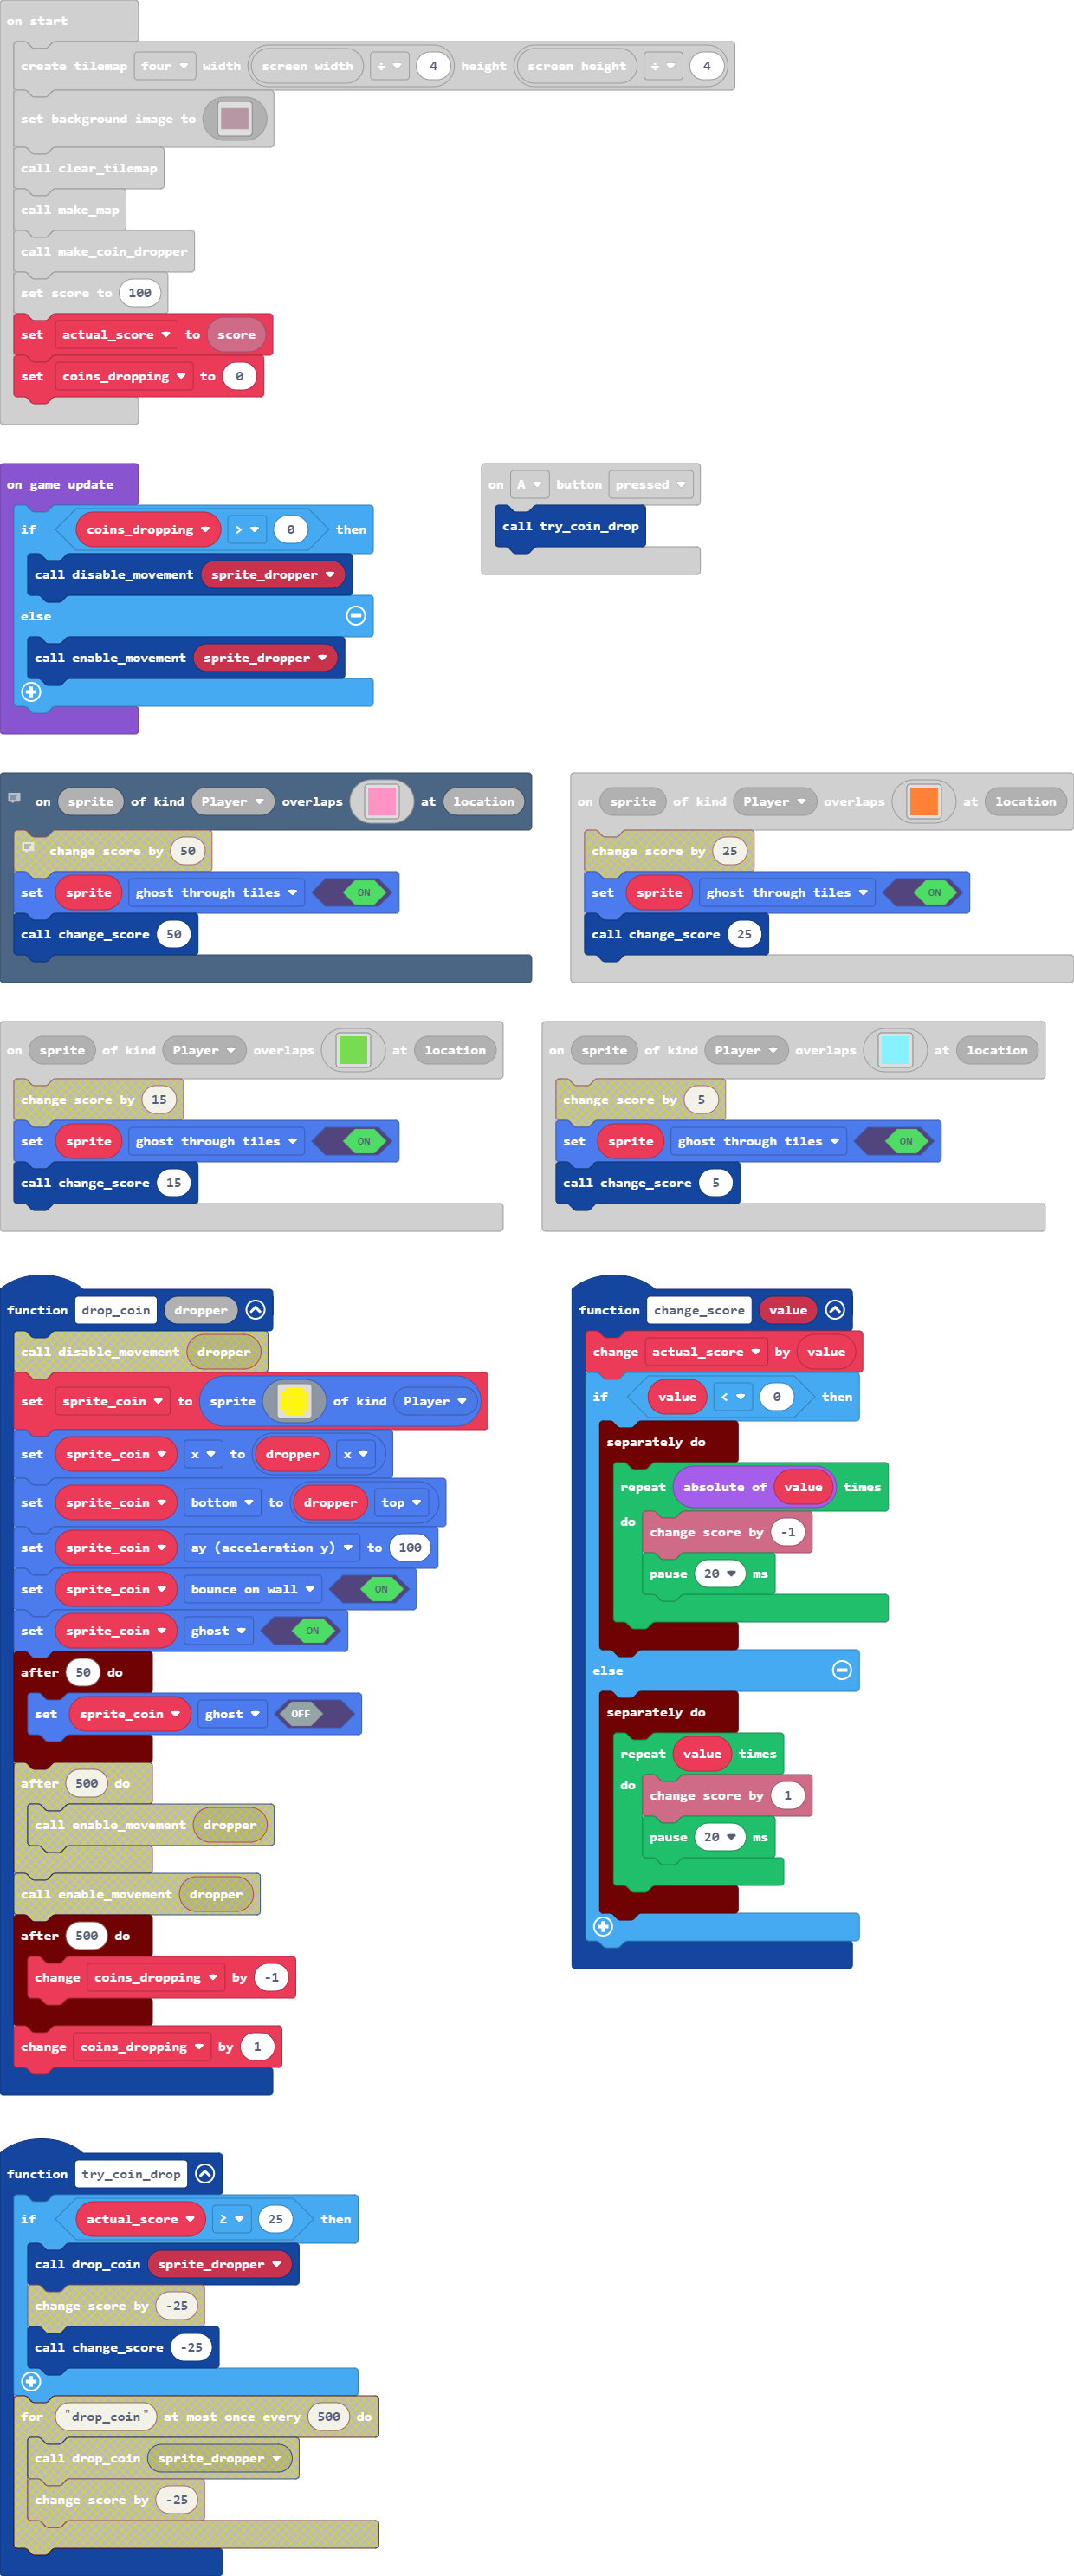 on start
create tilemap four width screen width ÷ 4 height screen height ÷ 4
set background image to
call clear_tilemap
call make_map
call make_coin_dropper
set score to 100
set actual_score to score
set coins_dropping to 0
on game update
if coins_dropping > 0 then
call disable_movement sprite_dropper
else
call enable_movement sprite_dropper
on A button pressed
call try_coin_drop
on sprite of kind Player overlaps at location
change score by 50
set sprite ghost through tiles ON
call change_score 50
on sprite of kind Player overlaps at location
change score by 25
set sprite ghost through tiles ON
call change_score 25
on sprite of kind Player overlaps at location
change score by 15
set sprite ghost through tiles ON
call change_score 15
on sprite of kind Player overlaps at location
change score by 5
set sprite ghost through tiles ON
call change_score 5
function drop_coin dropper
call disable_movement dropper
set sprite_coin to sprite of kind Player
set sprite_coin x to dropper x
set sprite_coin bottom to dropper top
set sprite_coin ay (acceleration y) to 100
set sprite_coin bounce on wall ON
set sprite_coin ghost ON
after 50 do
set sprite_coin ghost OFF
after 500 do
call enable_movement dropper
call enable_movement dropper
after 500 do
change coins_dropping by -1
change coins_dropping by 1
function change_score value
change actual_score by value
if value < 0 then
separately do
repeat absolute of value times
do change score by -1
pause 20 ms
else
separately do
repeat value times
do change score by 1
pause 20 ms
function try_coin_drop
if actual_score ≥ 25 then
call drop_coin sprite_dropper
change score by -25
call change_score -25
for "drop_coin" at most once every 500 do
call drop_coin sprite_dropper
change score by -25